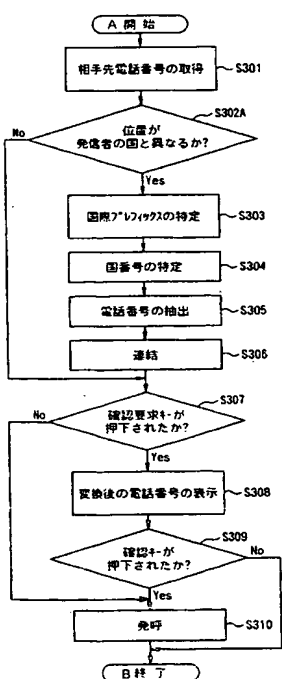 A 開始
相手先電話番号の取得
S301
S302A
位置が
発信者の国と異なるか?
No
Yes
国際プレフィックスの特定
S303
国番号の特定
S304
電話番号の抽出
S305
連結
S306
S307
確認要求キーが
押下されたか?
No
Yes
変換後の電話番号の表示
S308
S309
確認キーが
押下されたか?
No
Yes
発呼
S310
B 終了